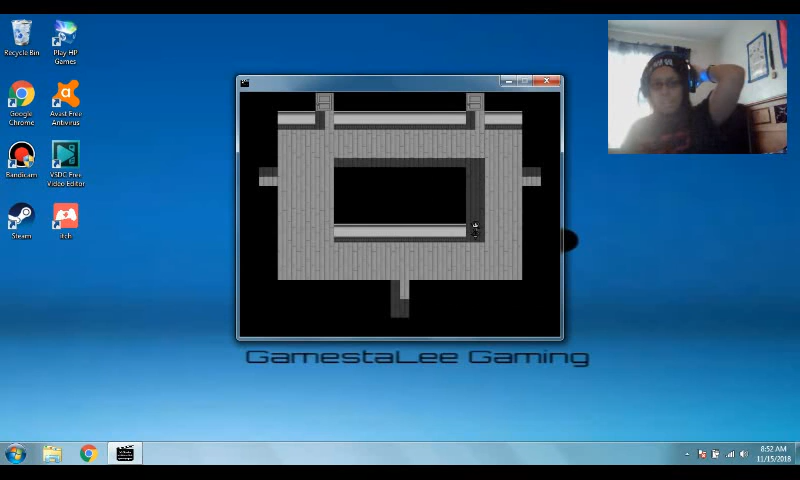 Recycle Bin
Play HP
Games
Google
Chrome
Avast Free
Antivirus
Bandicam
VSDC Free
Video Editor
Steam
itch
GamestaLee Gaming
8:52 AM
11/15/2018